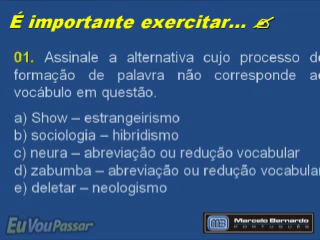 É importante exercitar...
01. Assinale a alternativa cujo processo de
formação de palavra não corresponde ao
vocábulo em questão.
a) Show – estrangeirismo
b) sociologia – hibridismo
c) neura – abreviação ou redução vocabular
d) zabumba – abreviação ou redução vocabular
e) deletar – neologismo
EuVouPassar
Marcelo Bernardo
PORTUGUÊS